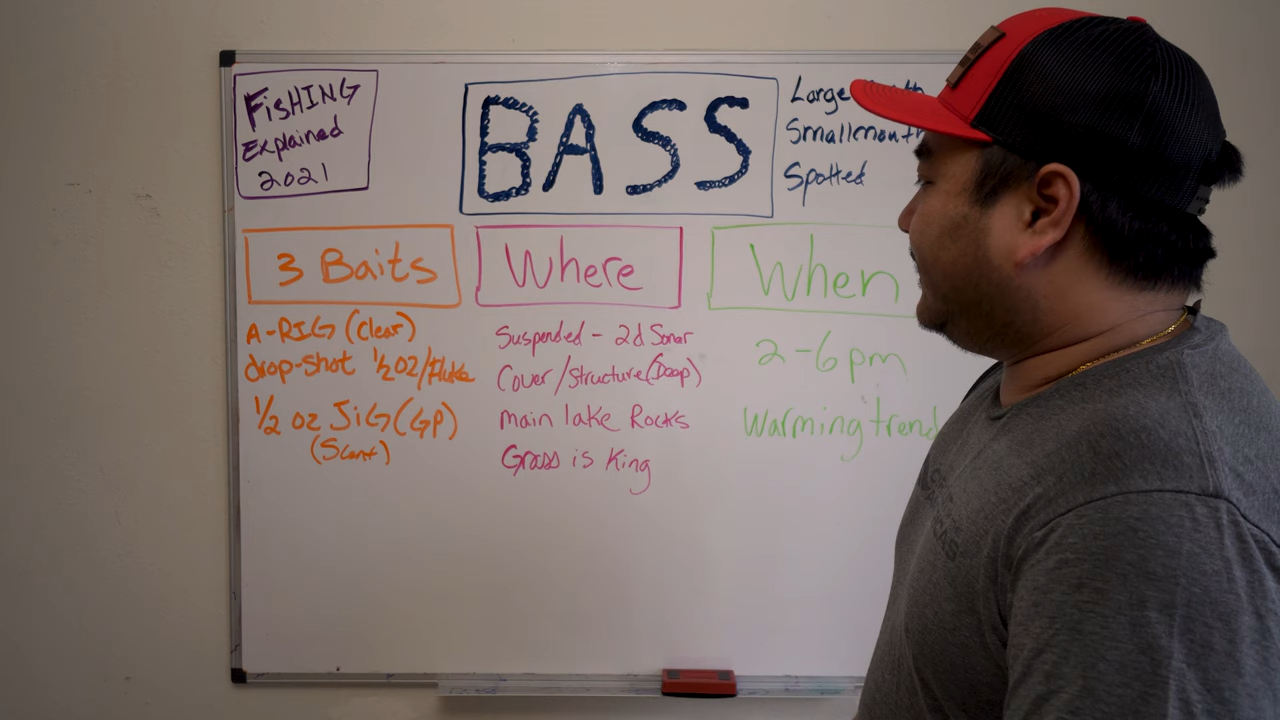 FisHING
Explained
2021
BASS
Large
Smallmouth
Spotted
3 Baits
A-RIG (Clear)
drop-shot 1/2 oz/Fluke
1/2 oz JiG (GP)
(Scent)
Where
Suspended - 2d Sonar
Cover/Structure (Deep)
main lake Rocks
Grass is King
When
2-6 pm
Warming trend